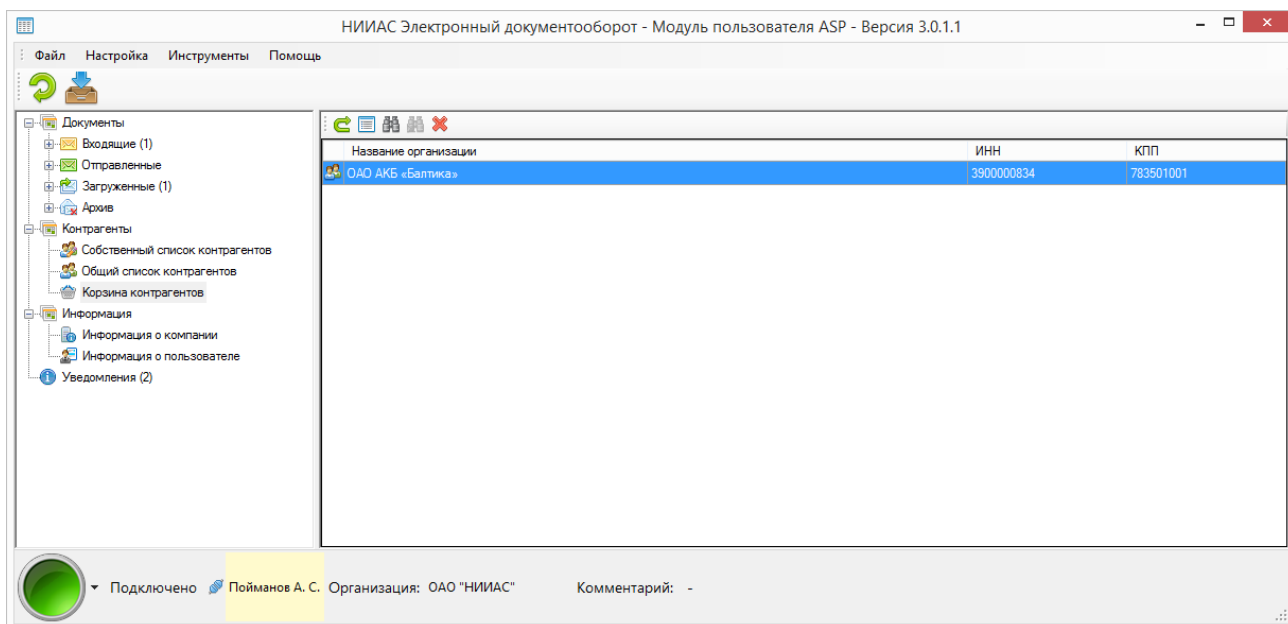 НИИАС Электронный документооборот - Модуль пользователя ASP - Версия 3.0.1.1
Файл Настройка Инструменты Помощь
Документы
Входящие (1)
Отправленные
Загруженные (1)
Архив
Контрагенты
Собственный список контрагентов
Общий список контрагентов
Корзина контрагентов
Информация
Информация о компании
Информация о пользователе
Уведомления (2)
Название организации ИНН КПП
ОАО АКБ «Балтика» 3900000834 783501001
Подключено Пойманов А. С. Организация: ОАО "НИИАС" Комментарий: -